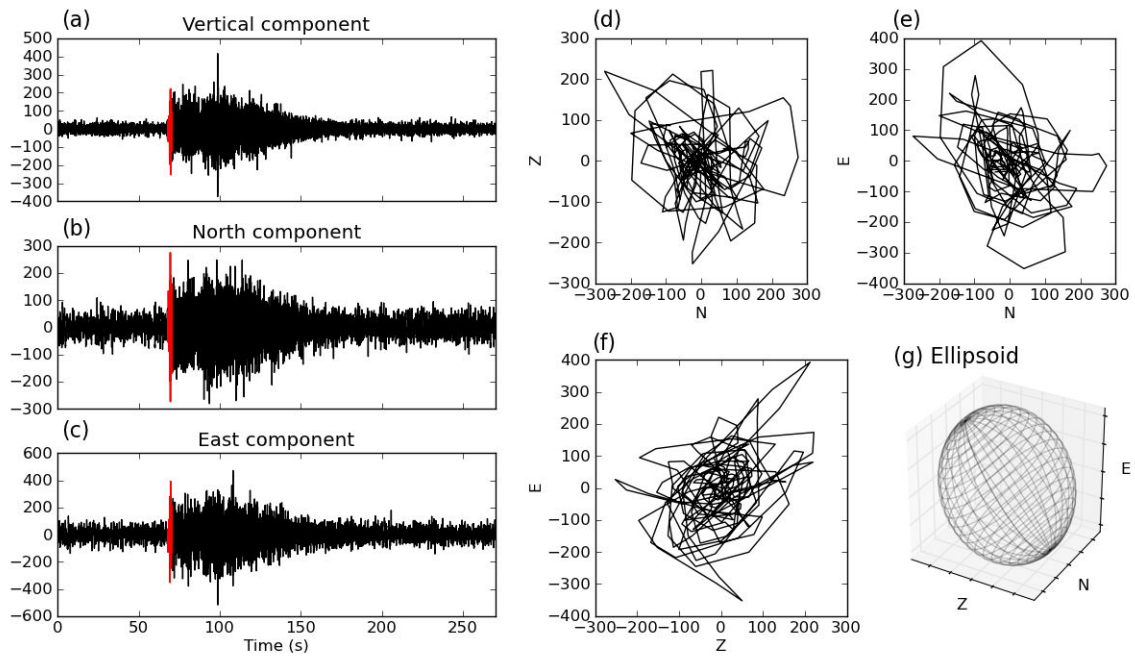 (a)
Vertical component
500
400
300
200
100
0
−100
−200
−300
−400
(b)
North component
300
200
100
0
−100
−200
−300
(c)
East component
600
400
200
0
−200
−400
−600
0 50 100 150 200 250
Time (s)
(d)
300
200
100
0
−100
−200
−300
Z
−300 −200 −100 0 100 200 300
N
(e)
400
300
200
100
0
−100
−200
−300
−400
E
−300 −200 −100 0 100 200 300
N
(f)
400
300
200
100
0
−100
−200
−300
−400
E
−300 −200 −100 0 100 200 300
Z
(g) Ellipsoid
E
N
Z